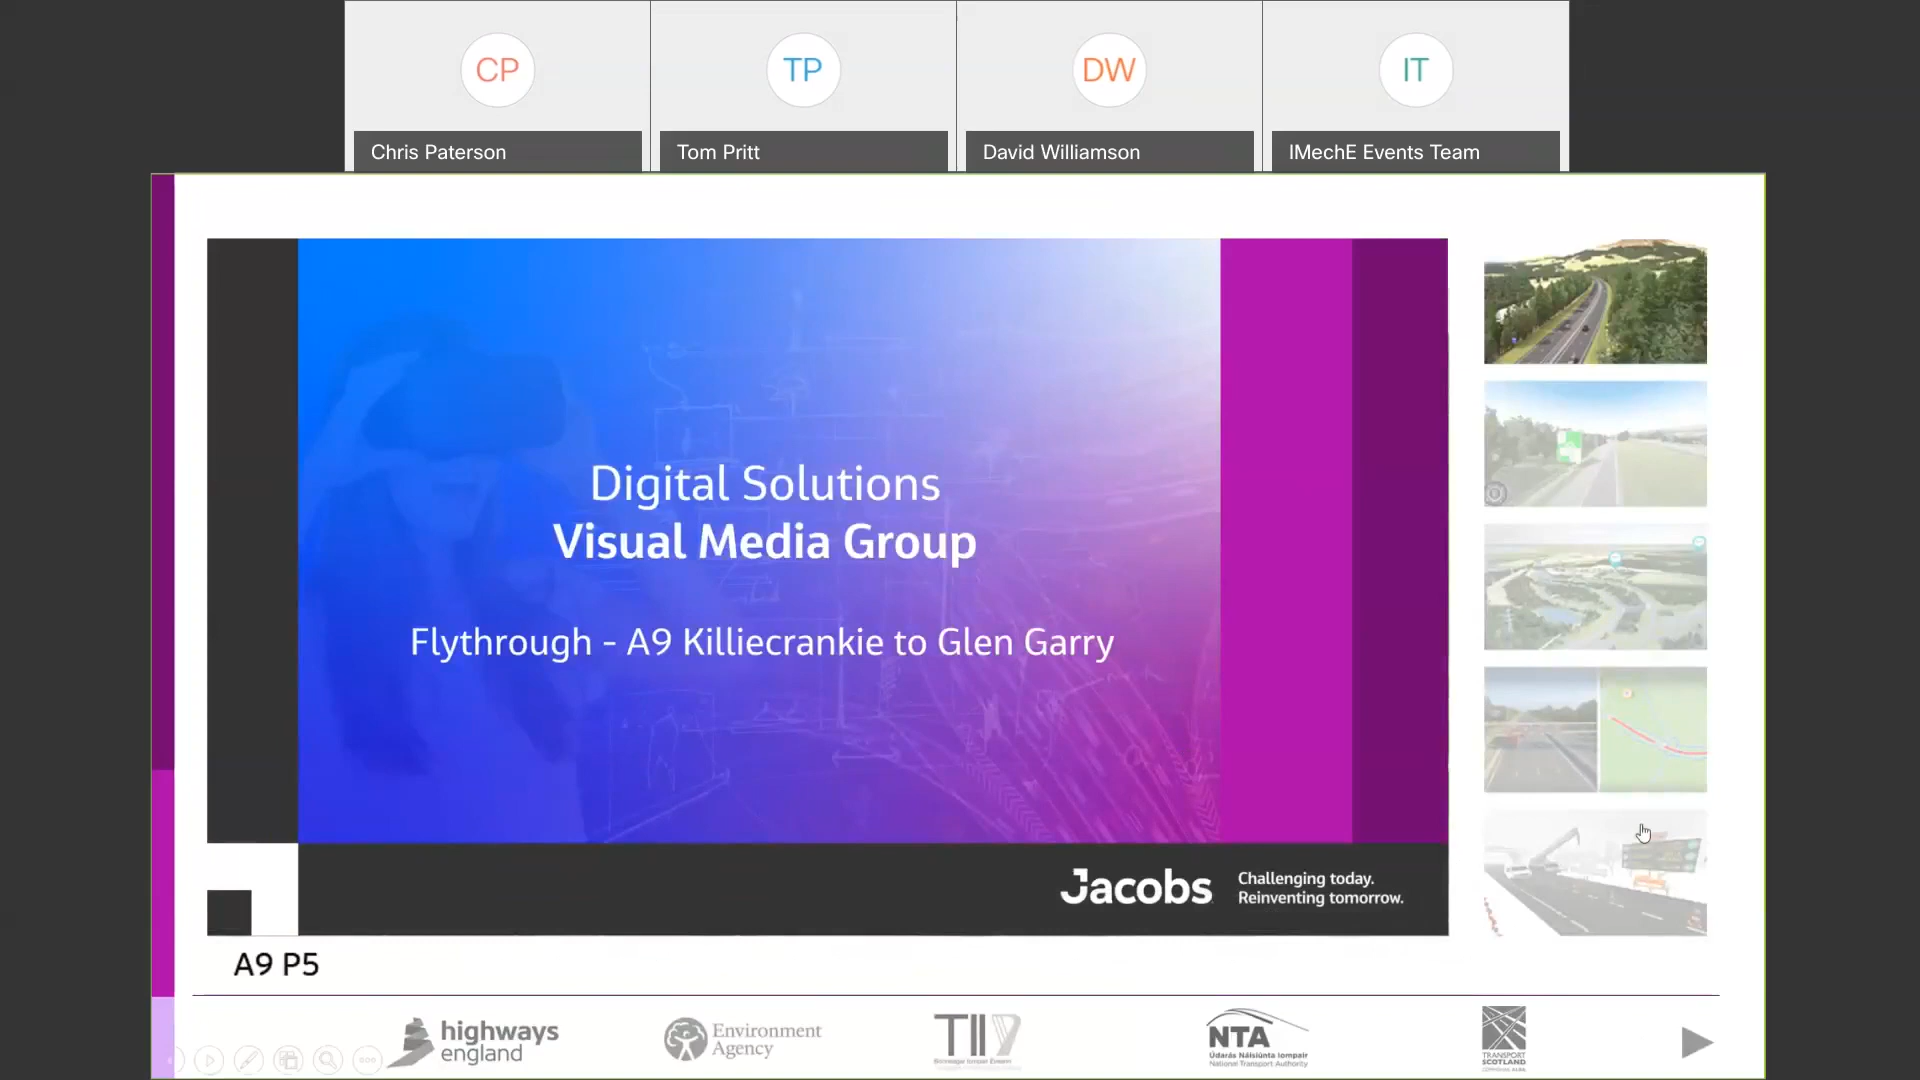 CP
TP
DW
IT
Chris Paterson
Tom Pritt
David Williamson
IMechE Events Team
Digital Solutions
Visual Media Group
Flythrough - A9 Killiecrankie to Glen Garry
Jacobs
Challenging today.
Reinventing tomorrow.
A9 P5
highways
england
Environment
Agency
TII
NTA
Údarás Náisiúnta Iompair
National Transport Authority
TRANSPORT
SCOTLAND